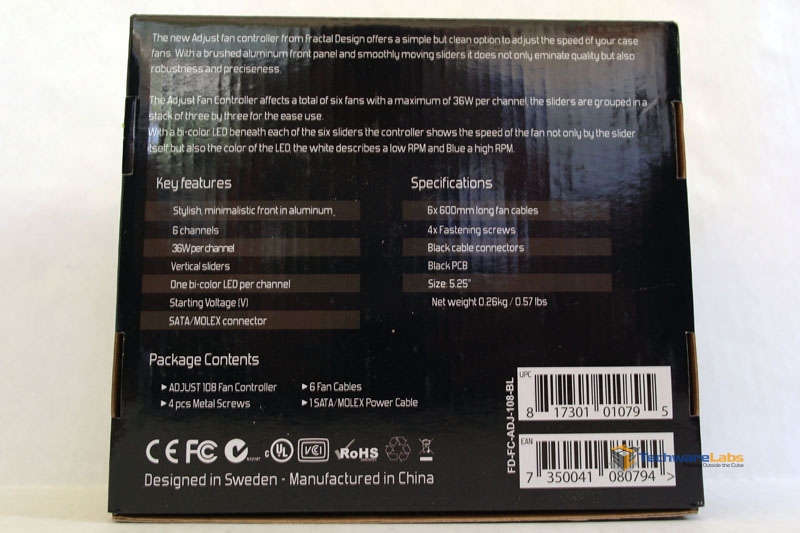 The new Adjust fan controller from Fractal Design offers a simple but clean option to adjust the speed of your case
fans. With a brushed aluminum front panel and smoothly moving sliders it does not only eminate quality but also
robustness and preciseness.
The Adjust Fan Controller affects a total of six fans with a maximum of 36W per channel, the sliders are grouped in a
stack of three by three for the ease use.
With a bi-color LED beneath each of the six sliders the controller shows the speed of the fan not only by the slider
itself but also the color of the LED, the white describes a low RPM and Blue a high RPM.
Key features
Stylish, minimalistic front in aluminum
6 channels
36W per channel
Vertical sliders
One bi-color LED per channel
Starting Voltage (V)
SATA/MOLEX connector
Specifications
6x 600mm long fan cables
4x Fastening screws
Black cable connectors
Black PCB
Size: 5.25"
Net weight 0.26kg / 0.57 lbs
Package Contents
▸ ADJUST 108 Fan Controller
▸ 4 pcs Metal Screws
▸ 6 Fan Cables
▸ 1 SATA/MOLEX Power Cable
CE FC N12187 c UL VCI RoHS
Designed in Sweden - Manufactured in China
FD-FC-ADJ-108-BL
UPC
8 17301 01079 5
EAN
7 350041 080794 >
TechwareLabs
Outside the Cube